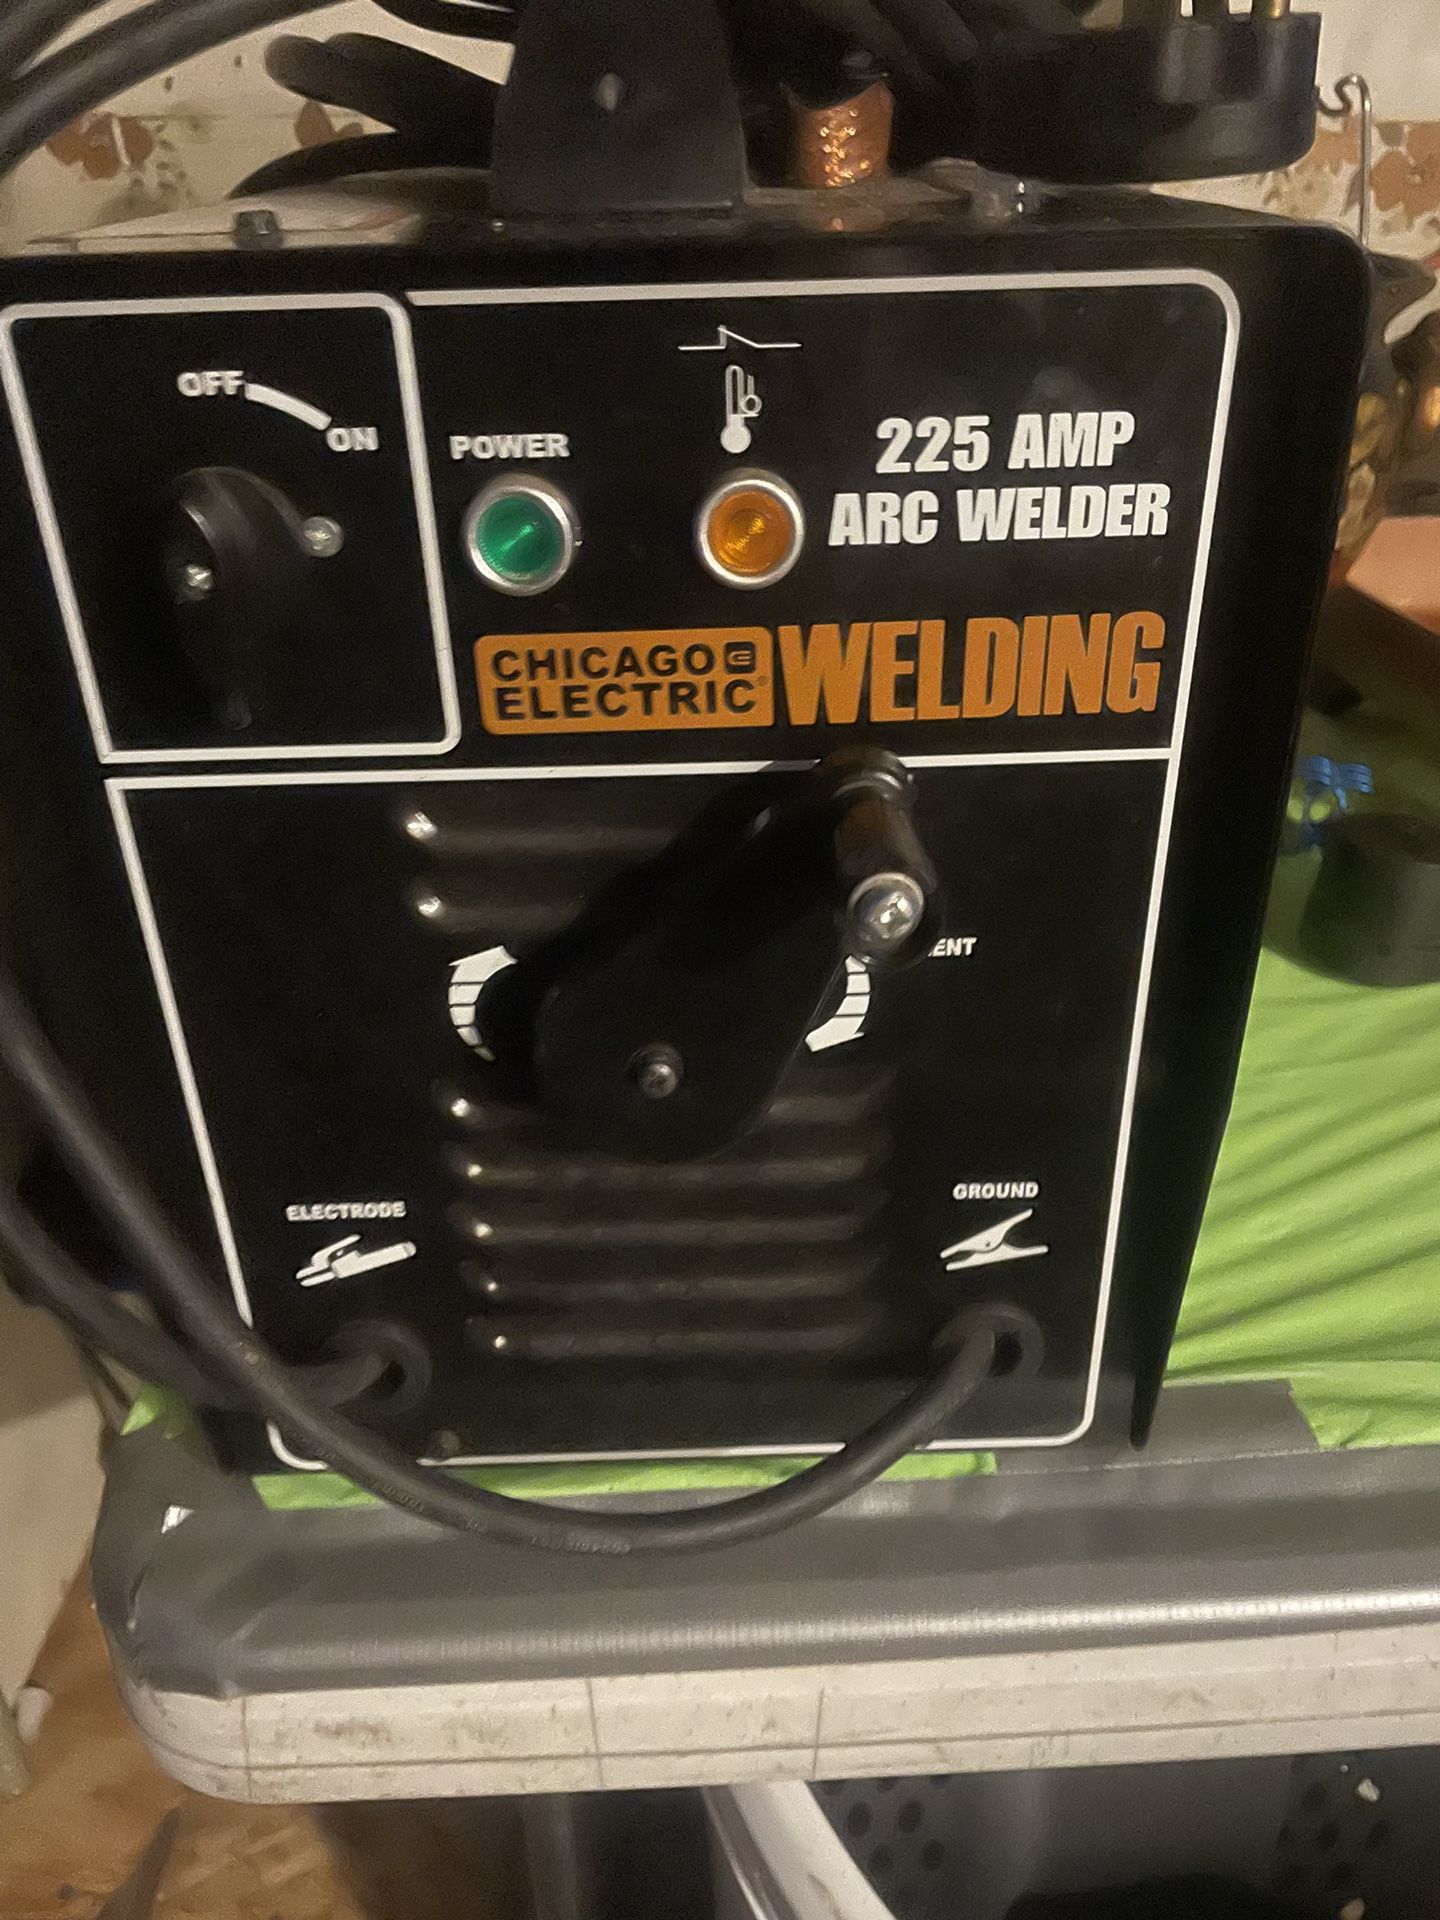 OFF
ON
POWER
225 AMP
ARC WELDER
CHICAGO
ELECTRIC®
WELDING
ENT
ELECTRODE
GROUND